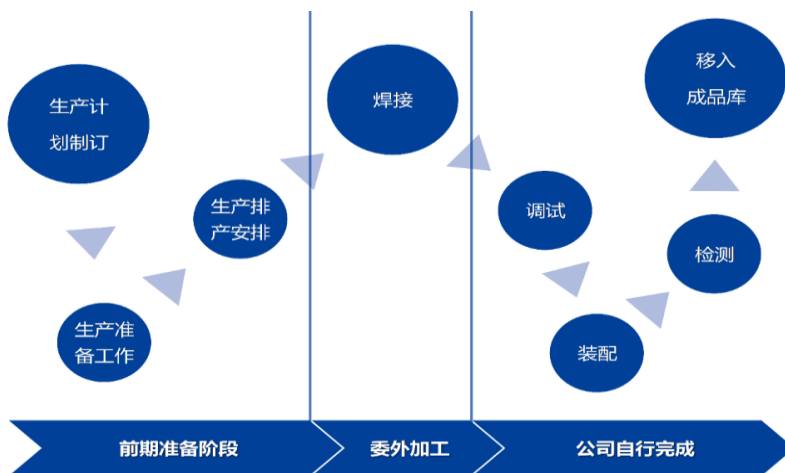 生产计
划制订
生产准
备工作
生产排
产安排
焊接
调试
装配
检测
移入
成品库
前期准备阶段
委外加工
公司自行完成